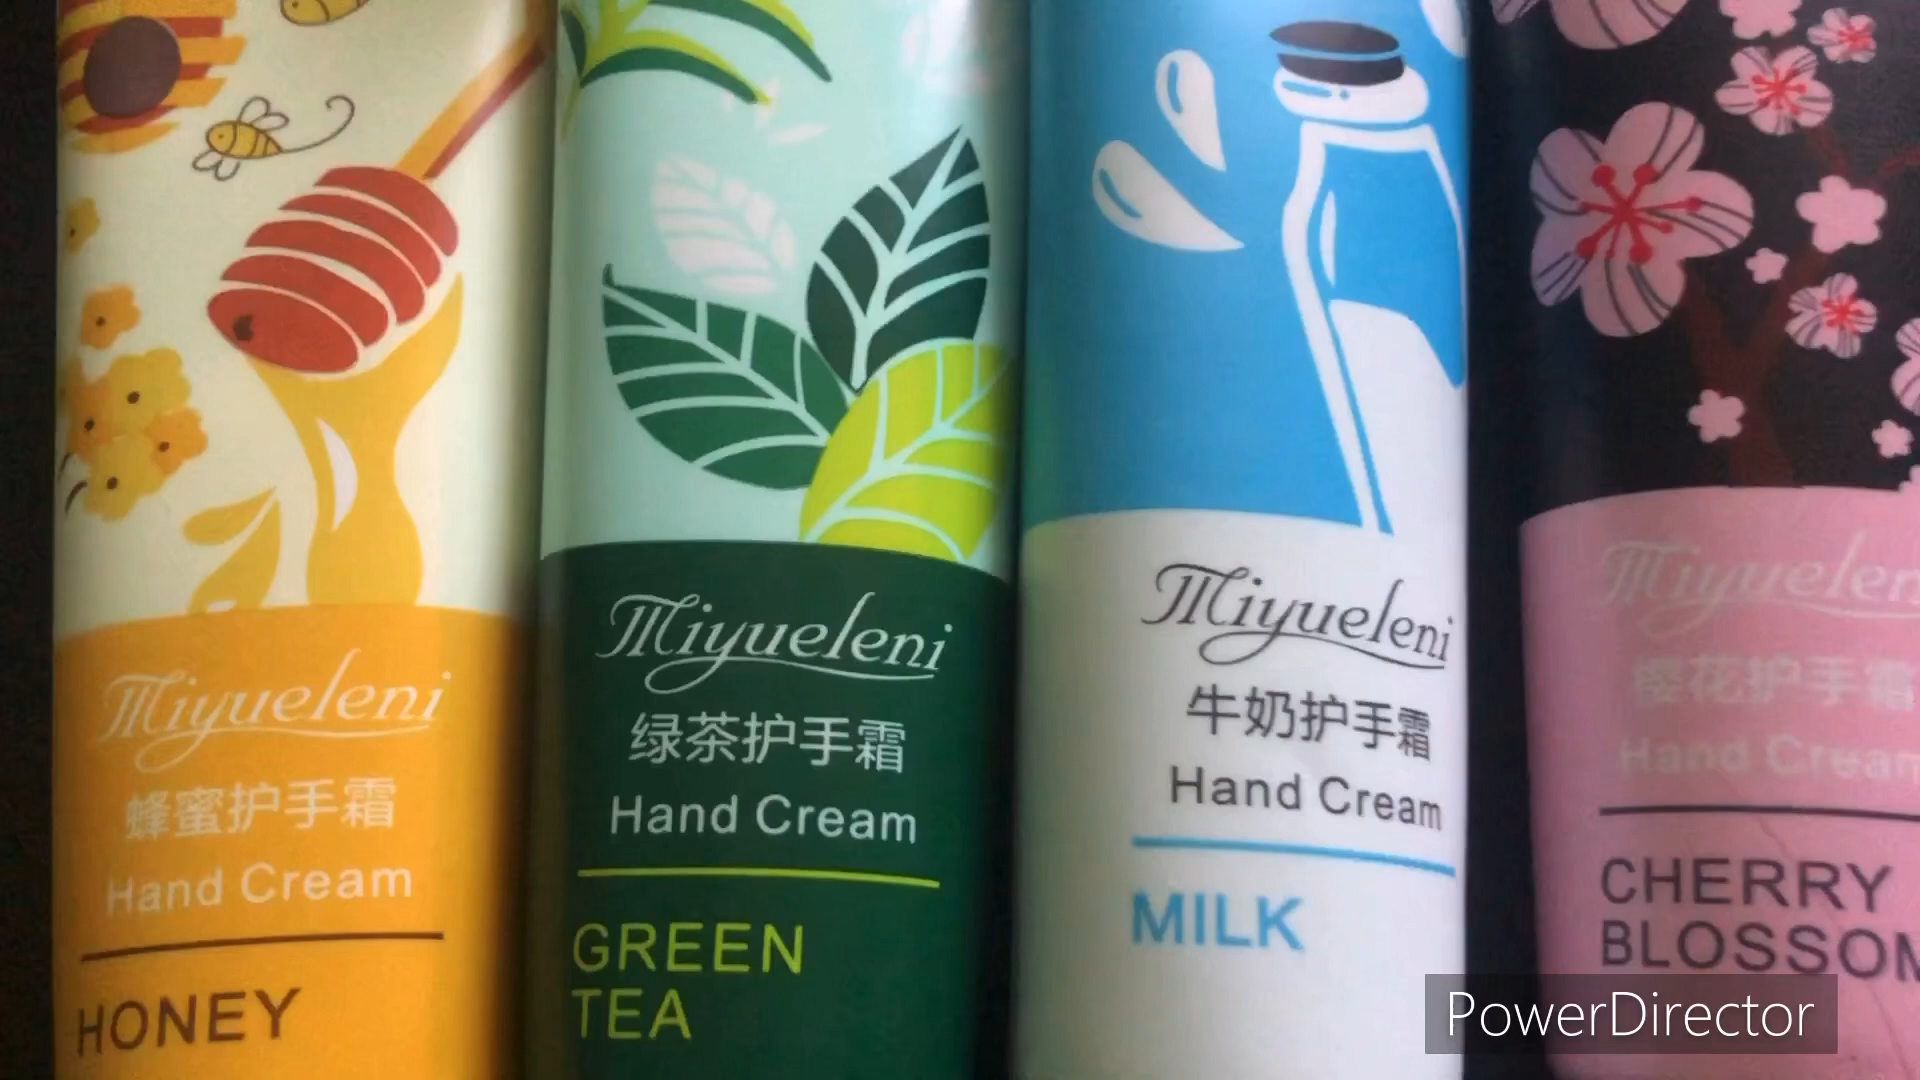 Miyueleni
蜂蜜护手霜
Hand Cream
HONEY
Miyueleni
绿茶护手霜
Hand Cream
GREEN
TEA
Miyueleni
牛奶护手霜
Hand Cream
MILK
Miyuelen
樱花护手霜
Hand Cream
CHERRY
BLOSSOM
PowerDirector